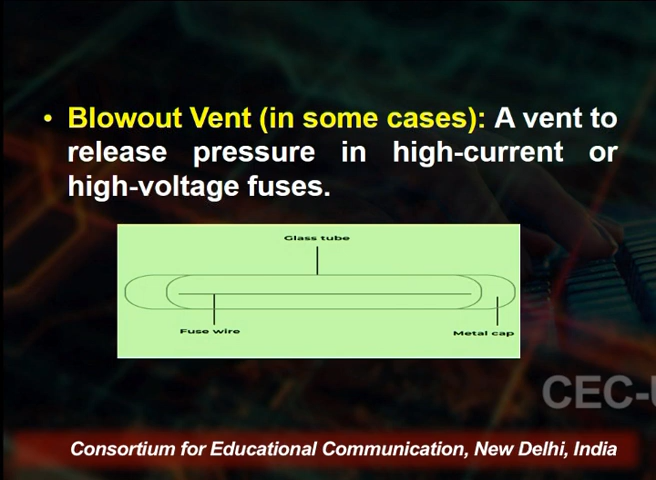 • Blowout Vent (in some cases): A vent to
release pressure in high-current or
high-voltage fuses.
Glass tube
Fuse wire
Metal cap
CEC-U
Consortium for Educational Communication, New Delhi, India